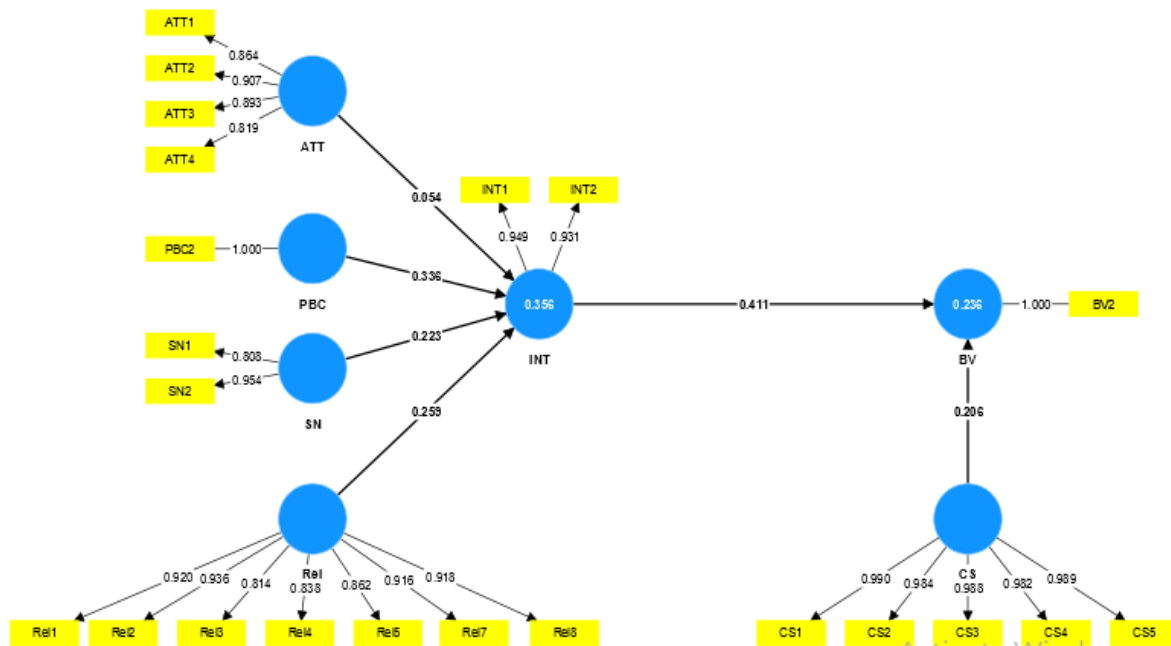 ATT1
0.864
ATT2
0.907
ATT3
0.893
ATT4
0.819
ATT
0.054
INT1
INT2
0.949
0.931
PBC2
1.000
PBC
0.336
0.356
INT
0.411
0.236
BV
1.000
BV2
SN1
0.808
SN2
0.954
SN
0.223
0.259
0.206
Rel
0.920
0.936
0.814
0.838
0.862
0.916
0.918
Rel1
Rel2
Rel3
Rel4
Rel5
Rel7
Rel8
CS
0.990
0.984
0.988
0.982
0.989
CS1
CS2
CS3
CS4
CS5